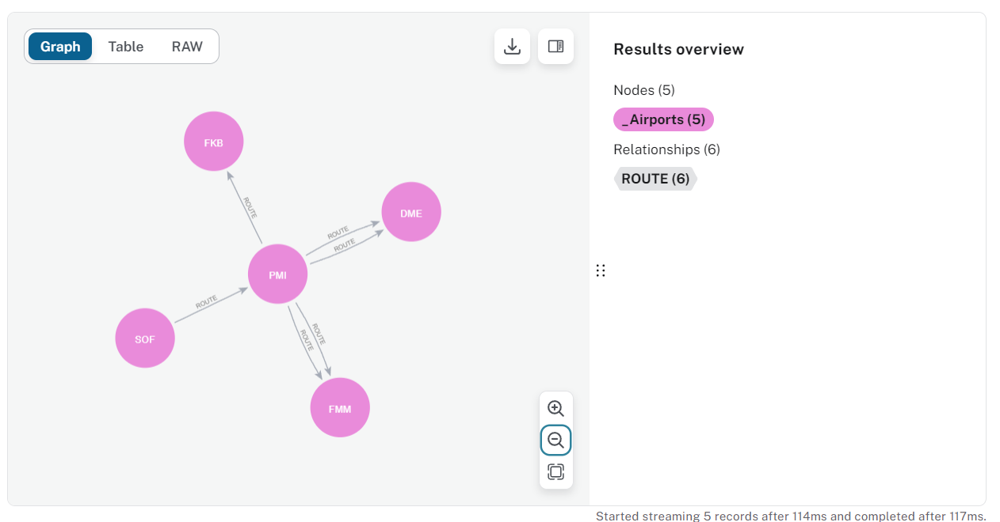 Graph Table RAW
Results overview
Nodes (5)
_Airports (5)
Relationships (6)
ROUTE (6)
FKB
ROUTE
DME
ROUTE
ROUTE
PMI
ROUTE
SOF
ROUTE
ROUTE
FMM
Started streaming 5 records after 114ms and completed after 117ms.